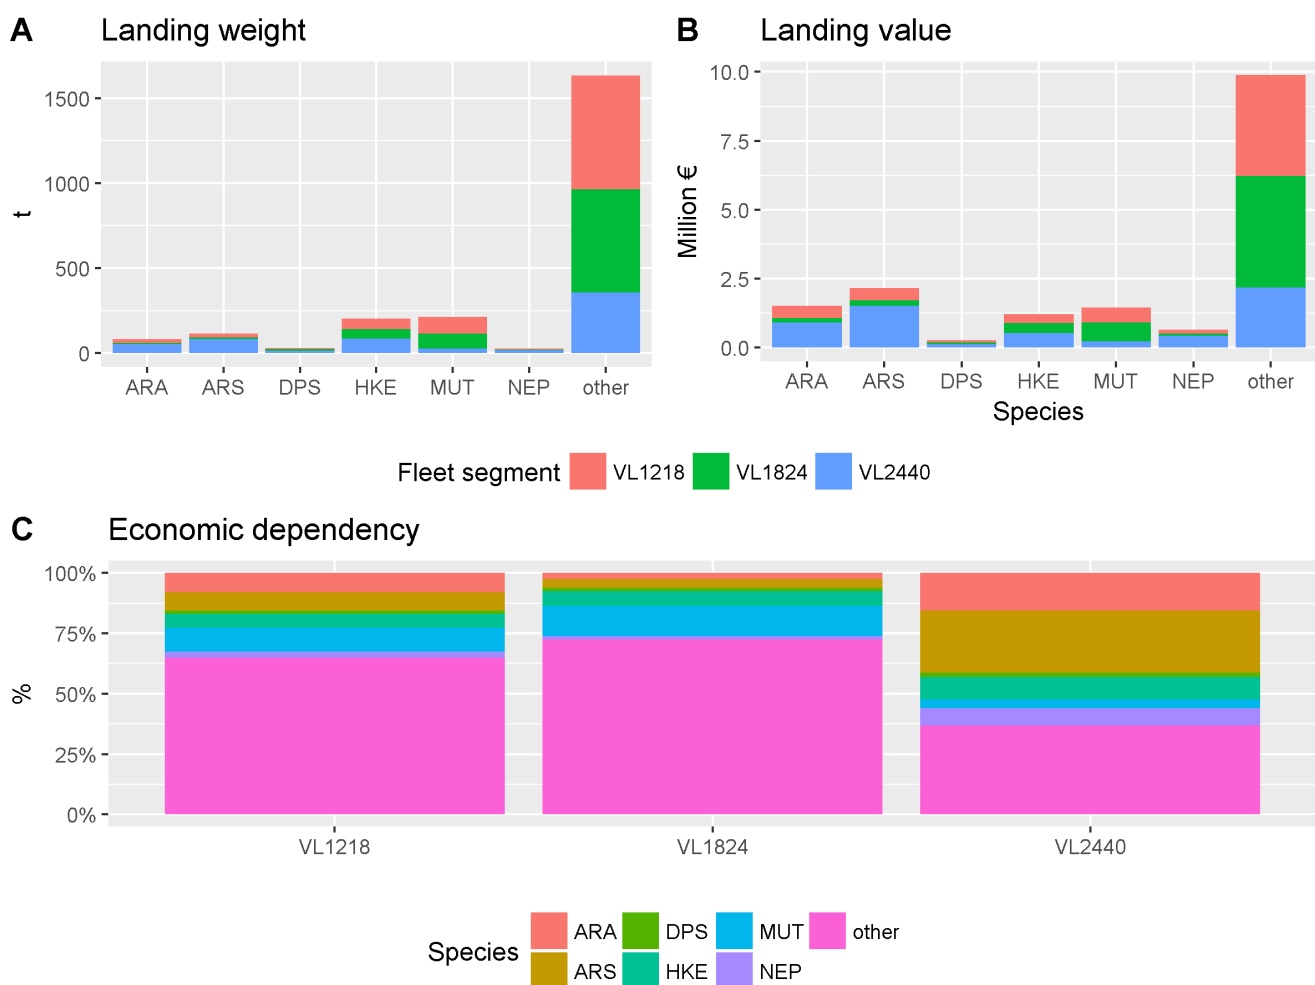 A Landing weight
t
1500
1000
500
0
ARA ARS DPS HKE MUT NEP other
B Landing value
Million €
10.0
7.5
5.0
2.5
0.0
ARA ARS DPS HKE MUT NEP other
Species
Fleet segment VL1218 VL1824 VL2440
C Economic dependency
%
100%
75%
50%
25%
0%
VL1218 VL1824 VL2440
Species
ARA DPS MUT other
ARS HKE NEP